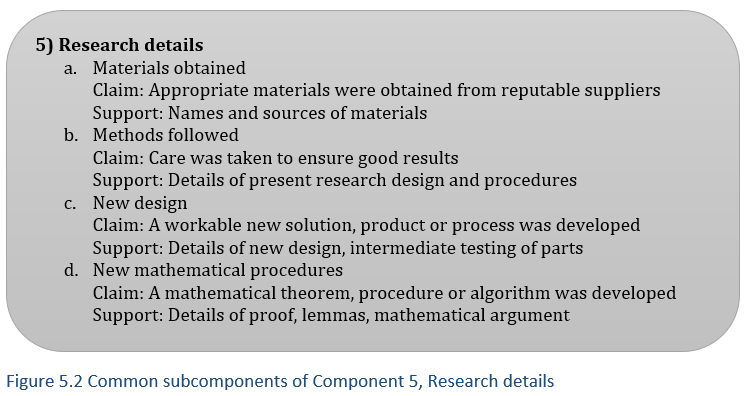 5) Research details
a. Materials obtained
Claim: Appropriate materials were obtained from reputable suppliers
Support: Names and sources of materials
b. Methods followed
Claim: Care was taken to ensure good results
Support: Details of present research design and procedures
c. New design
Claim: A workable new solution, product or process was developed
Support: Details of new design, intermediate testing of parts
d. New mathematical procedures
Claim: A mathematical theorem, procedure or algorithm was developed
Support: Details of proof, lemmas, mathematical argument
Figure 5.2 Common subcomponents of Component 5, Research details